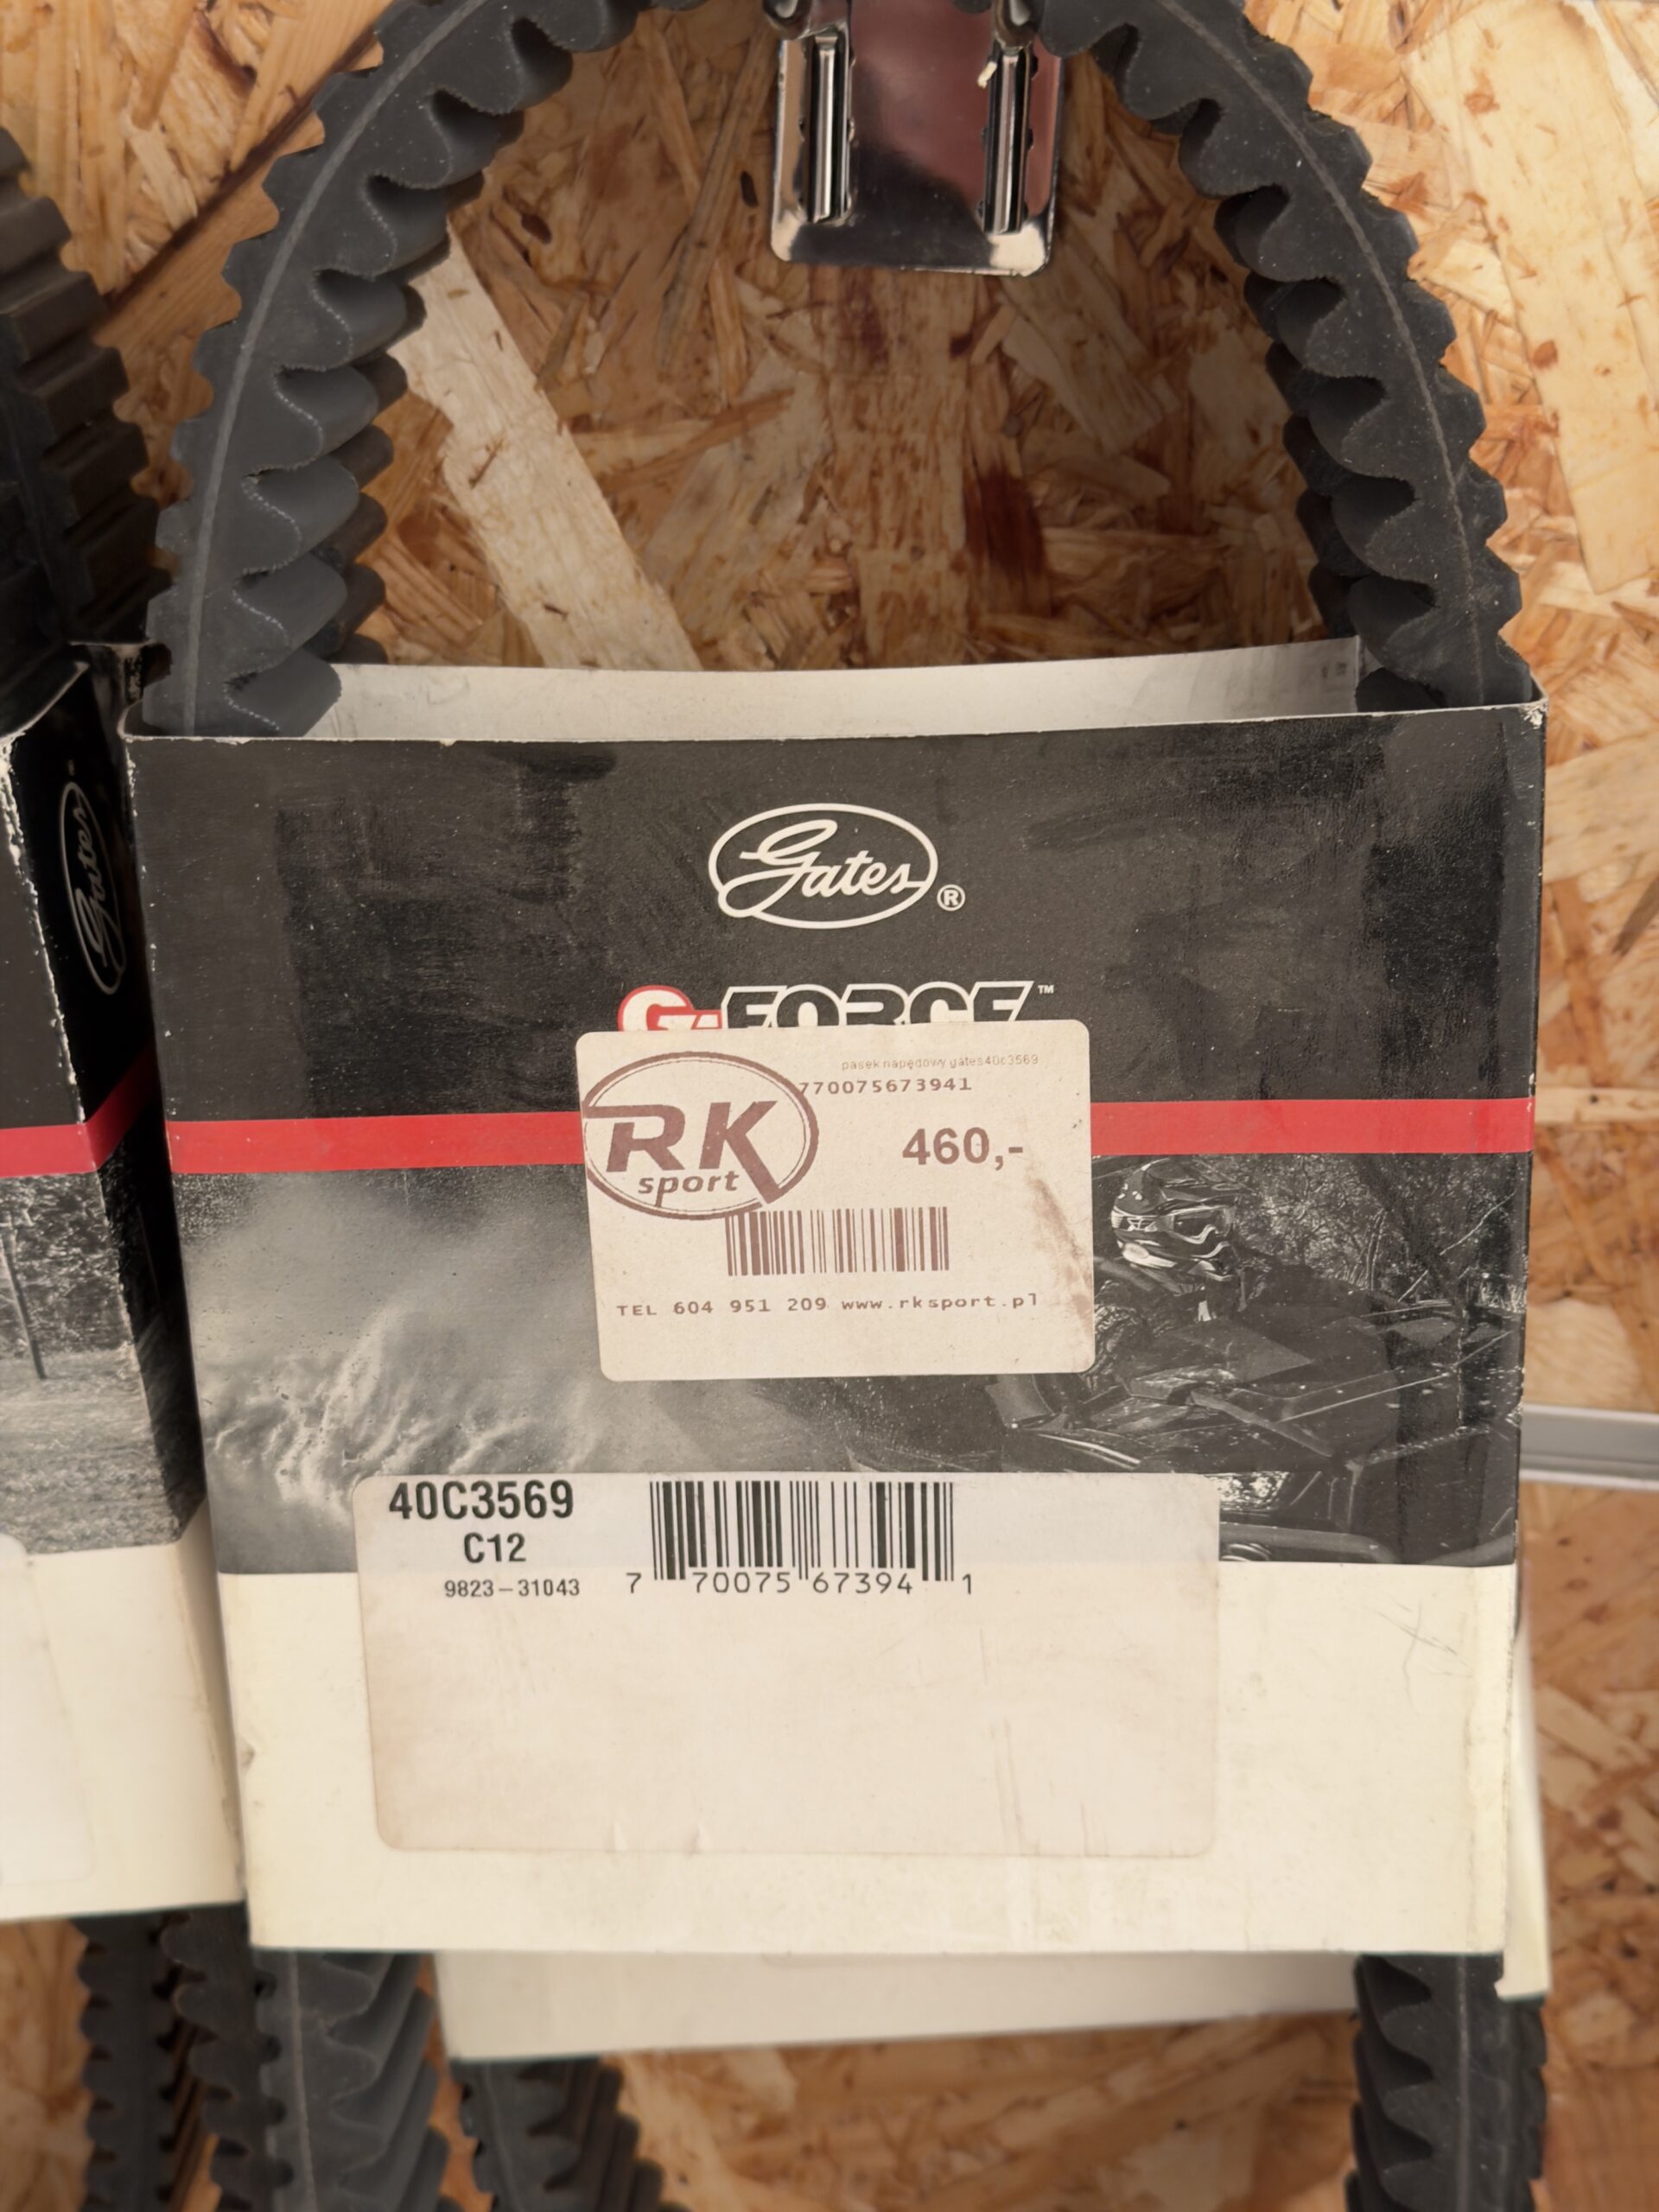 Gates®
Gates
G-FORCE™
pasek napędowy gates40c3569
770075673941
RK
sport
460,-
TEL 604 951 209 www.rksport.pl
40C3569
C12
9823-31043
7 70075 67394 1